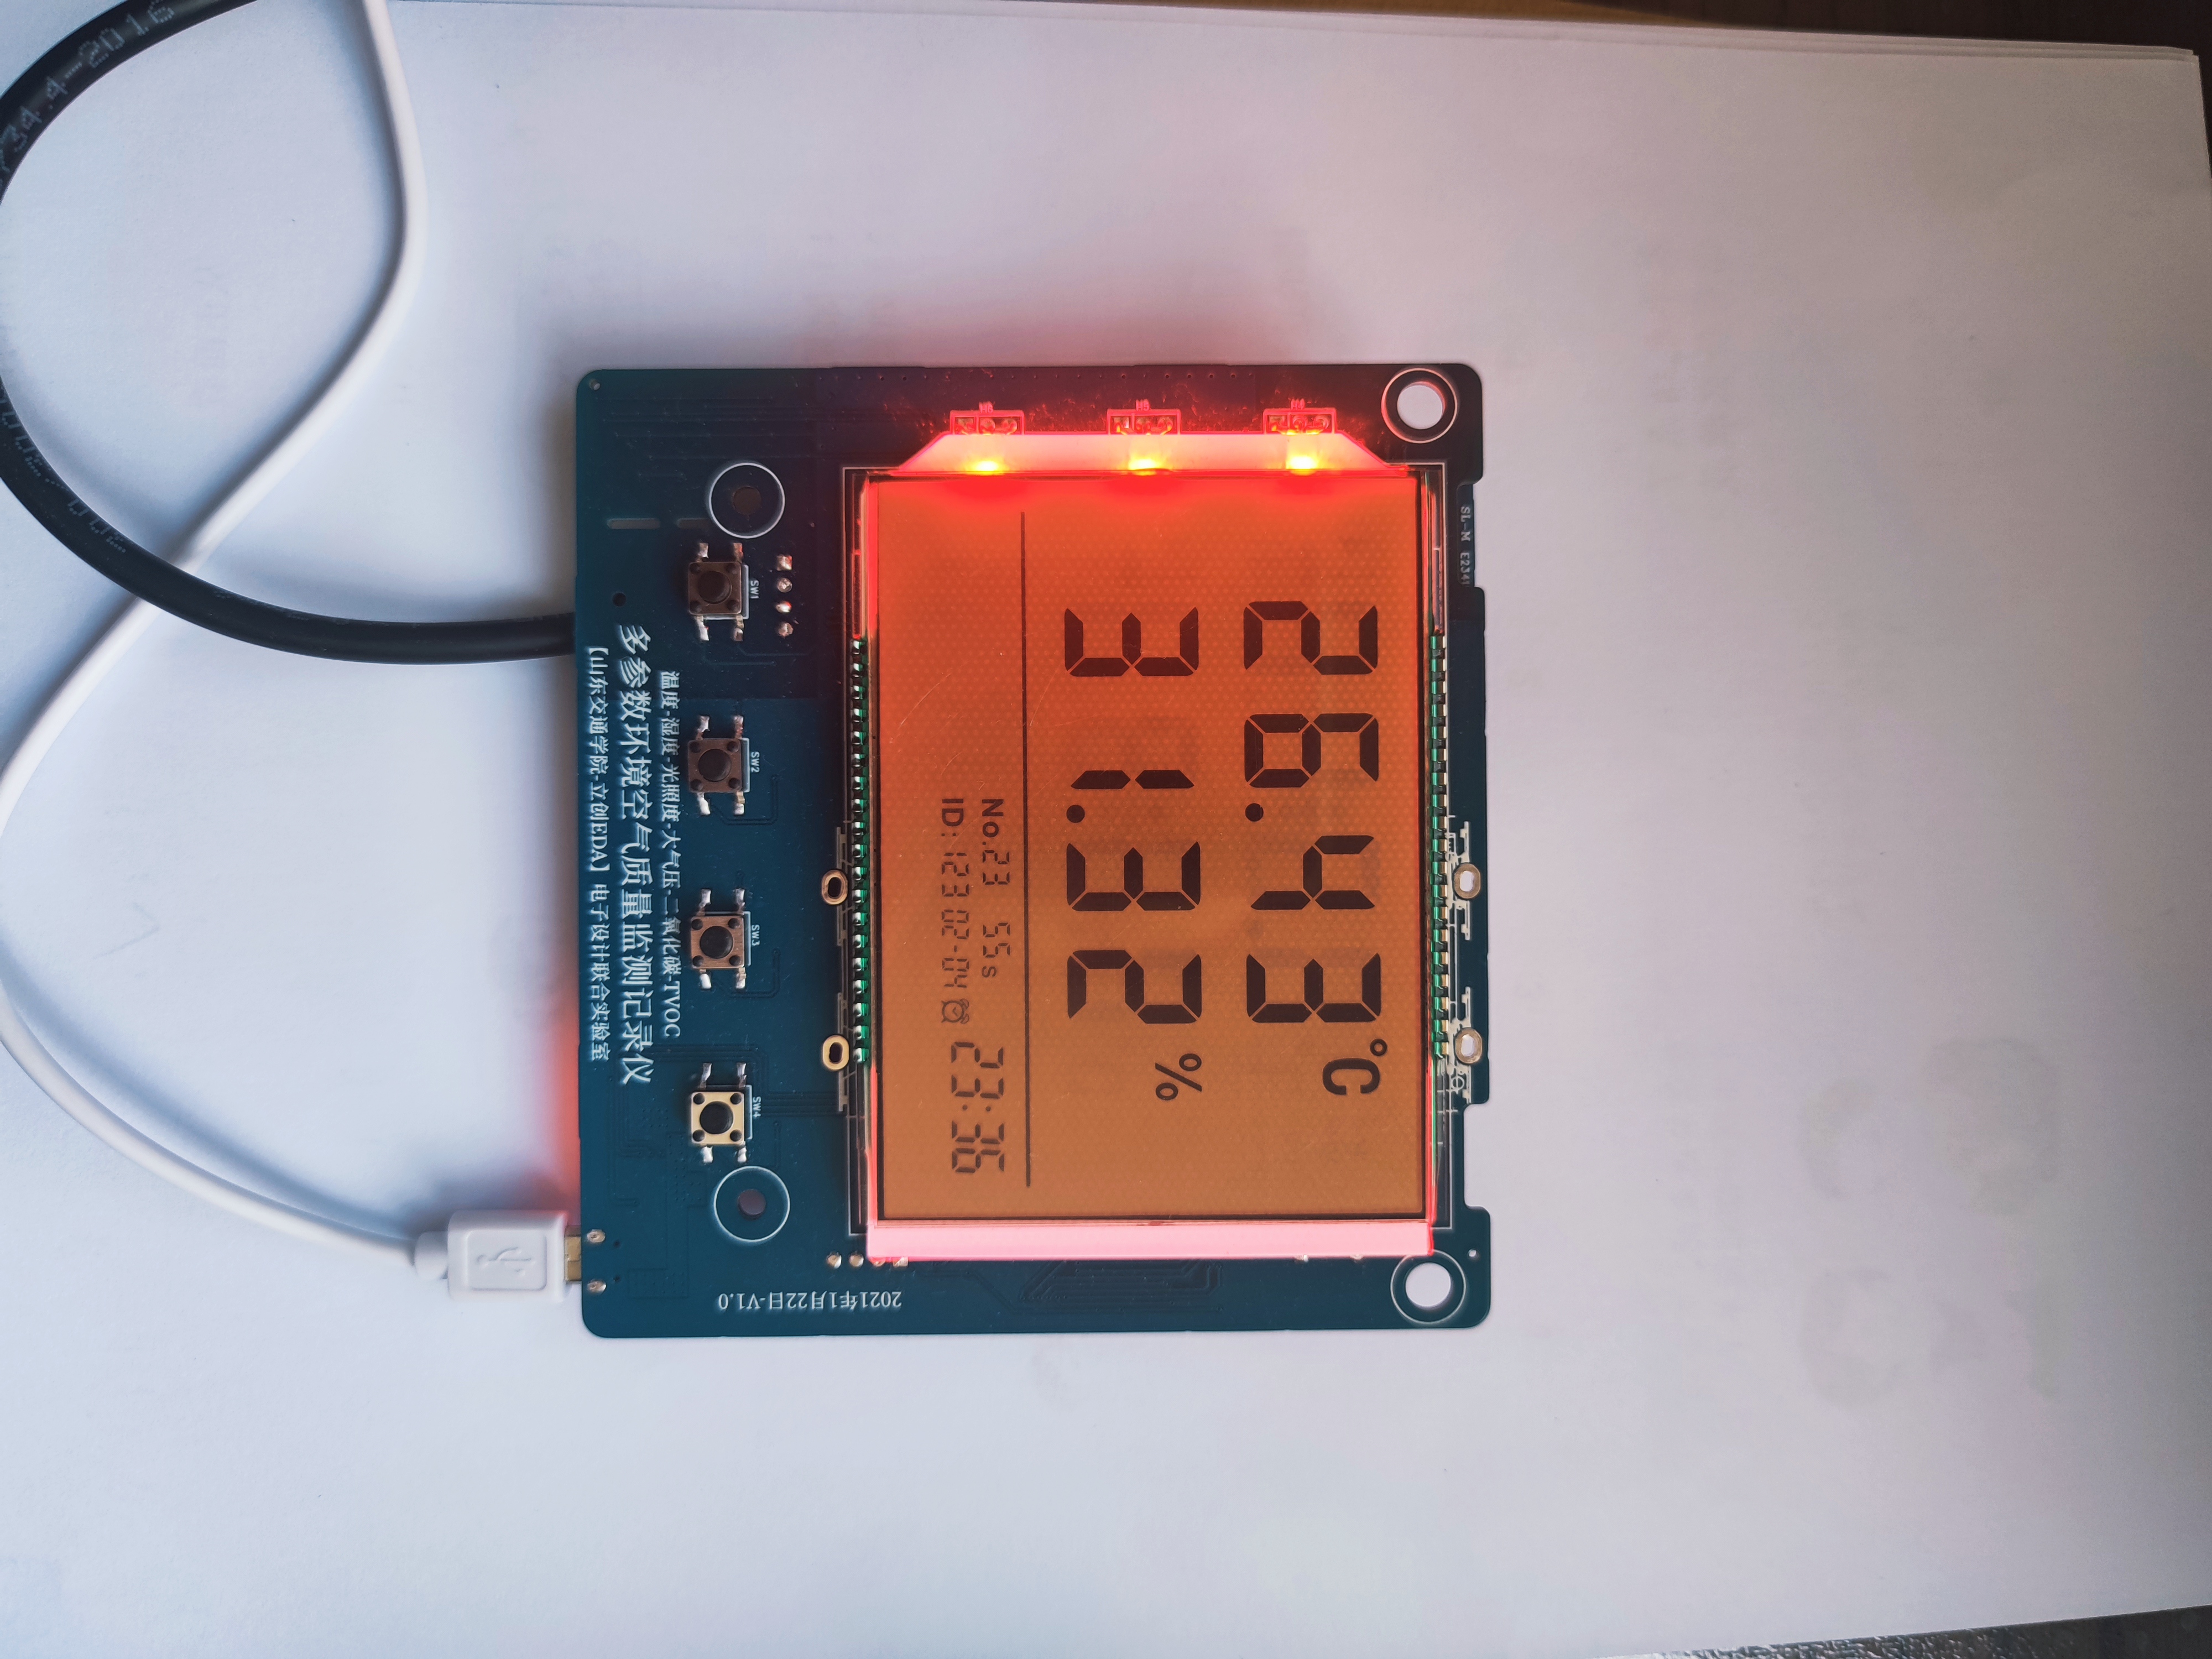 26.43 °C
31.32 %
No.23 55s
ID:12302-04 23:36
SW1 SW2 SW3 SW4
温度-湿度-光照度-大气压-二氧化碳-TVOC
多参数环境空气质量监测记录仪
【山东交通学院-立创EDA】电子设计联合实验室
2021年1月22日-V1.0
SL-M E2341
734.4-2016